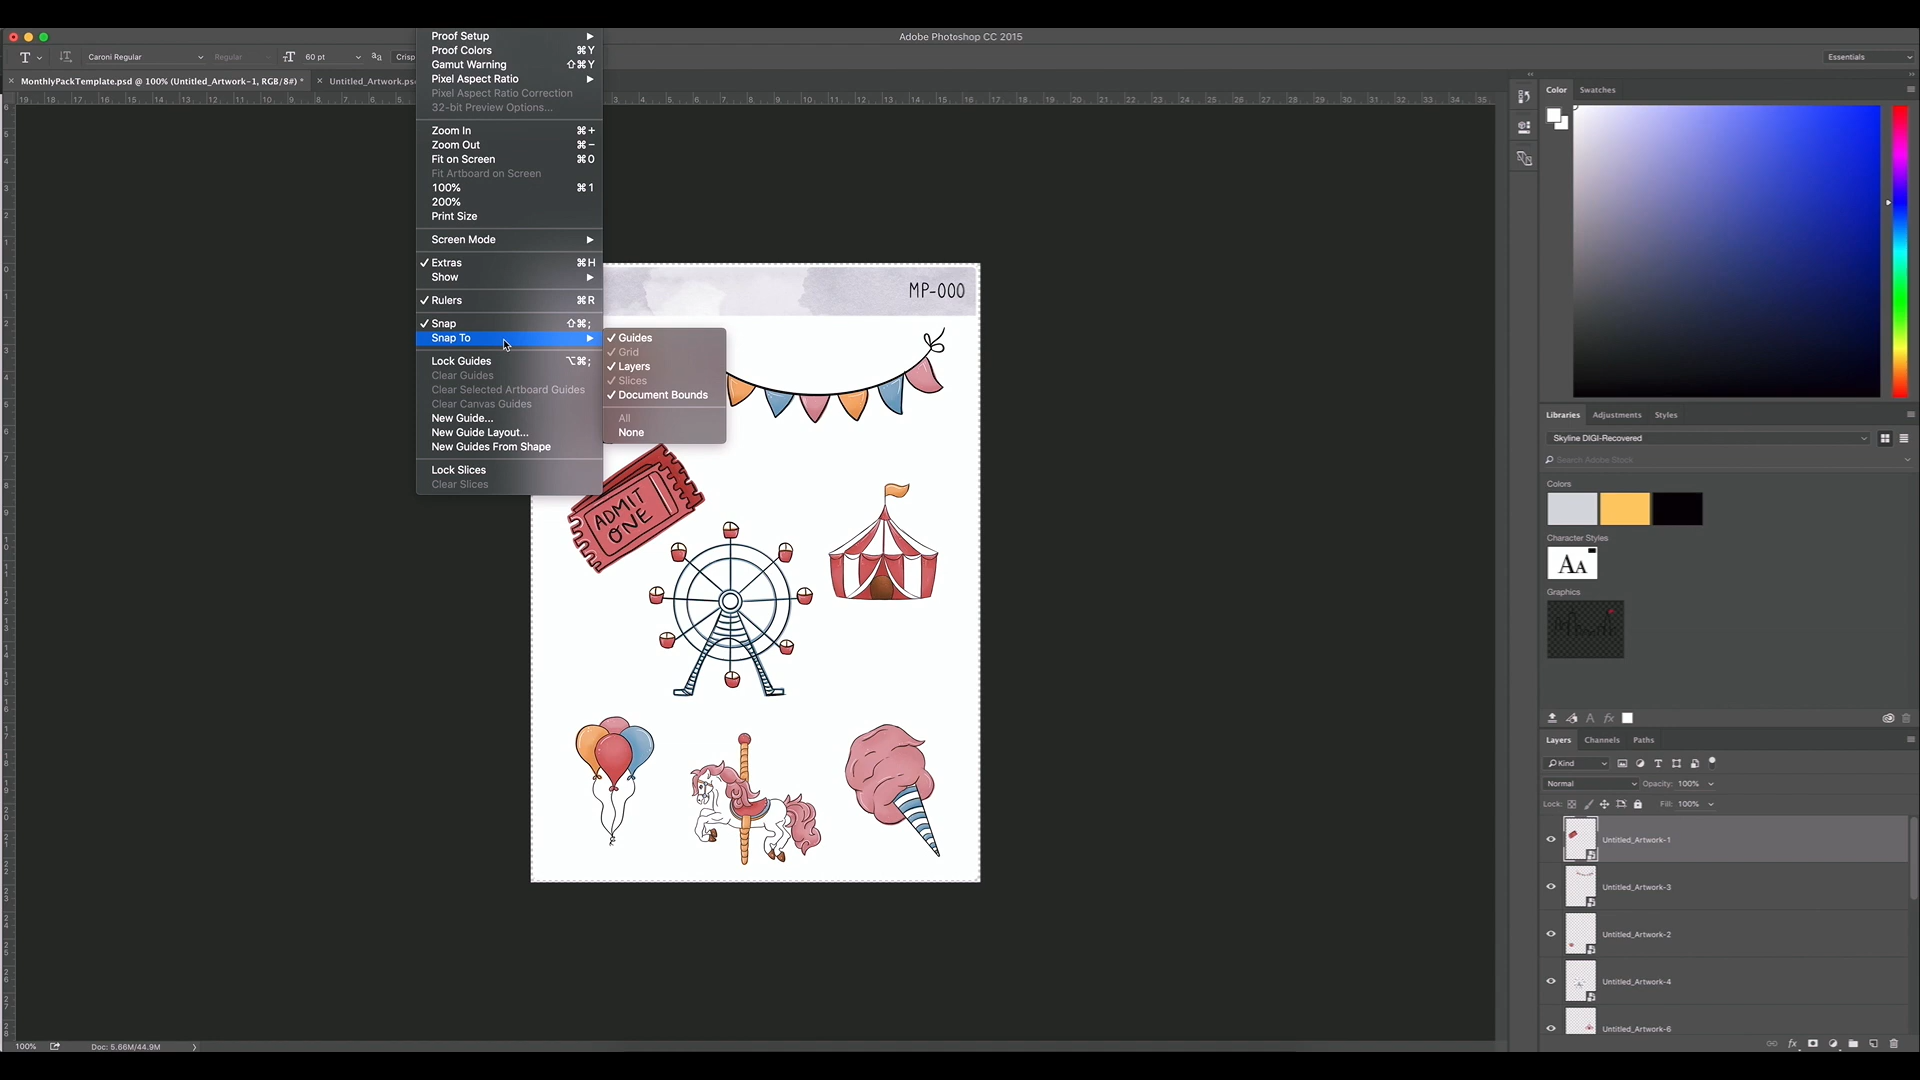 Adobe Photoshop CC 2015
T
Caroni Regular
Regular
60 pt
Crisp
Essentials
MonthlyPackTemplate.psd @ 100% (Untitled_Artwork-1, RGB/8#) *
Untitled_Artwork.ps
Proof Setup
Proof Colors ⌘Y
Gamut Warning ⇧⌘Y
Pixel Aspect Ratio
Pixel Aspect Ratio Correction
32-bit Preview Options...
Zoom In ⌘+
Zoom Out ⌘−
Fit on Screen ⌘0
Fit Artboard on Screen
100% ⌘1
200%
Print Size
Screen Mode
Extras ⌘H
Show
Rulers ⌘R
Snap ⇧⌘;
Snap To
Lock Guides ⌥⌘;
Clear Guides
Clear Selected Artboard Guides
Clear Canvas Guides
New Guide...
New Guide Layout...
New Guides From Shape
Lock Slices
Clear Slices
Guides
Grid
Layers
Slices
Document Bounds
All
None
MP-000
ADMIT
ONE
Color
Swatches
Libraries
Adjustments
Styles
Skyline DIGI-Recovered
Search Adobe Stock
Colors
Character Styles
AA
Graphics
Layers
Channels
Paths
Kind
Normal
Opacity: 100%
Lock:
Fill: 100%
Untitled_Artwork-1
Untitled_Artwork-3
Untitled_Artwork-2
Untitled_Artwork-4
Untitled_Artwork-6
100%
Doc: 5.66M/44.9M